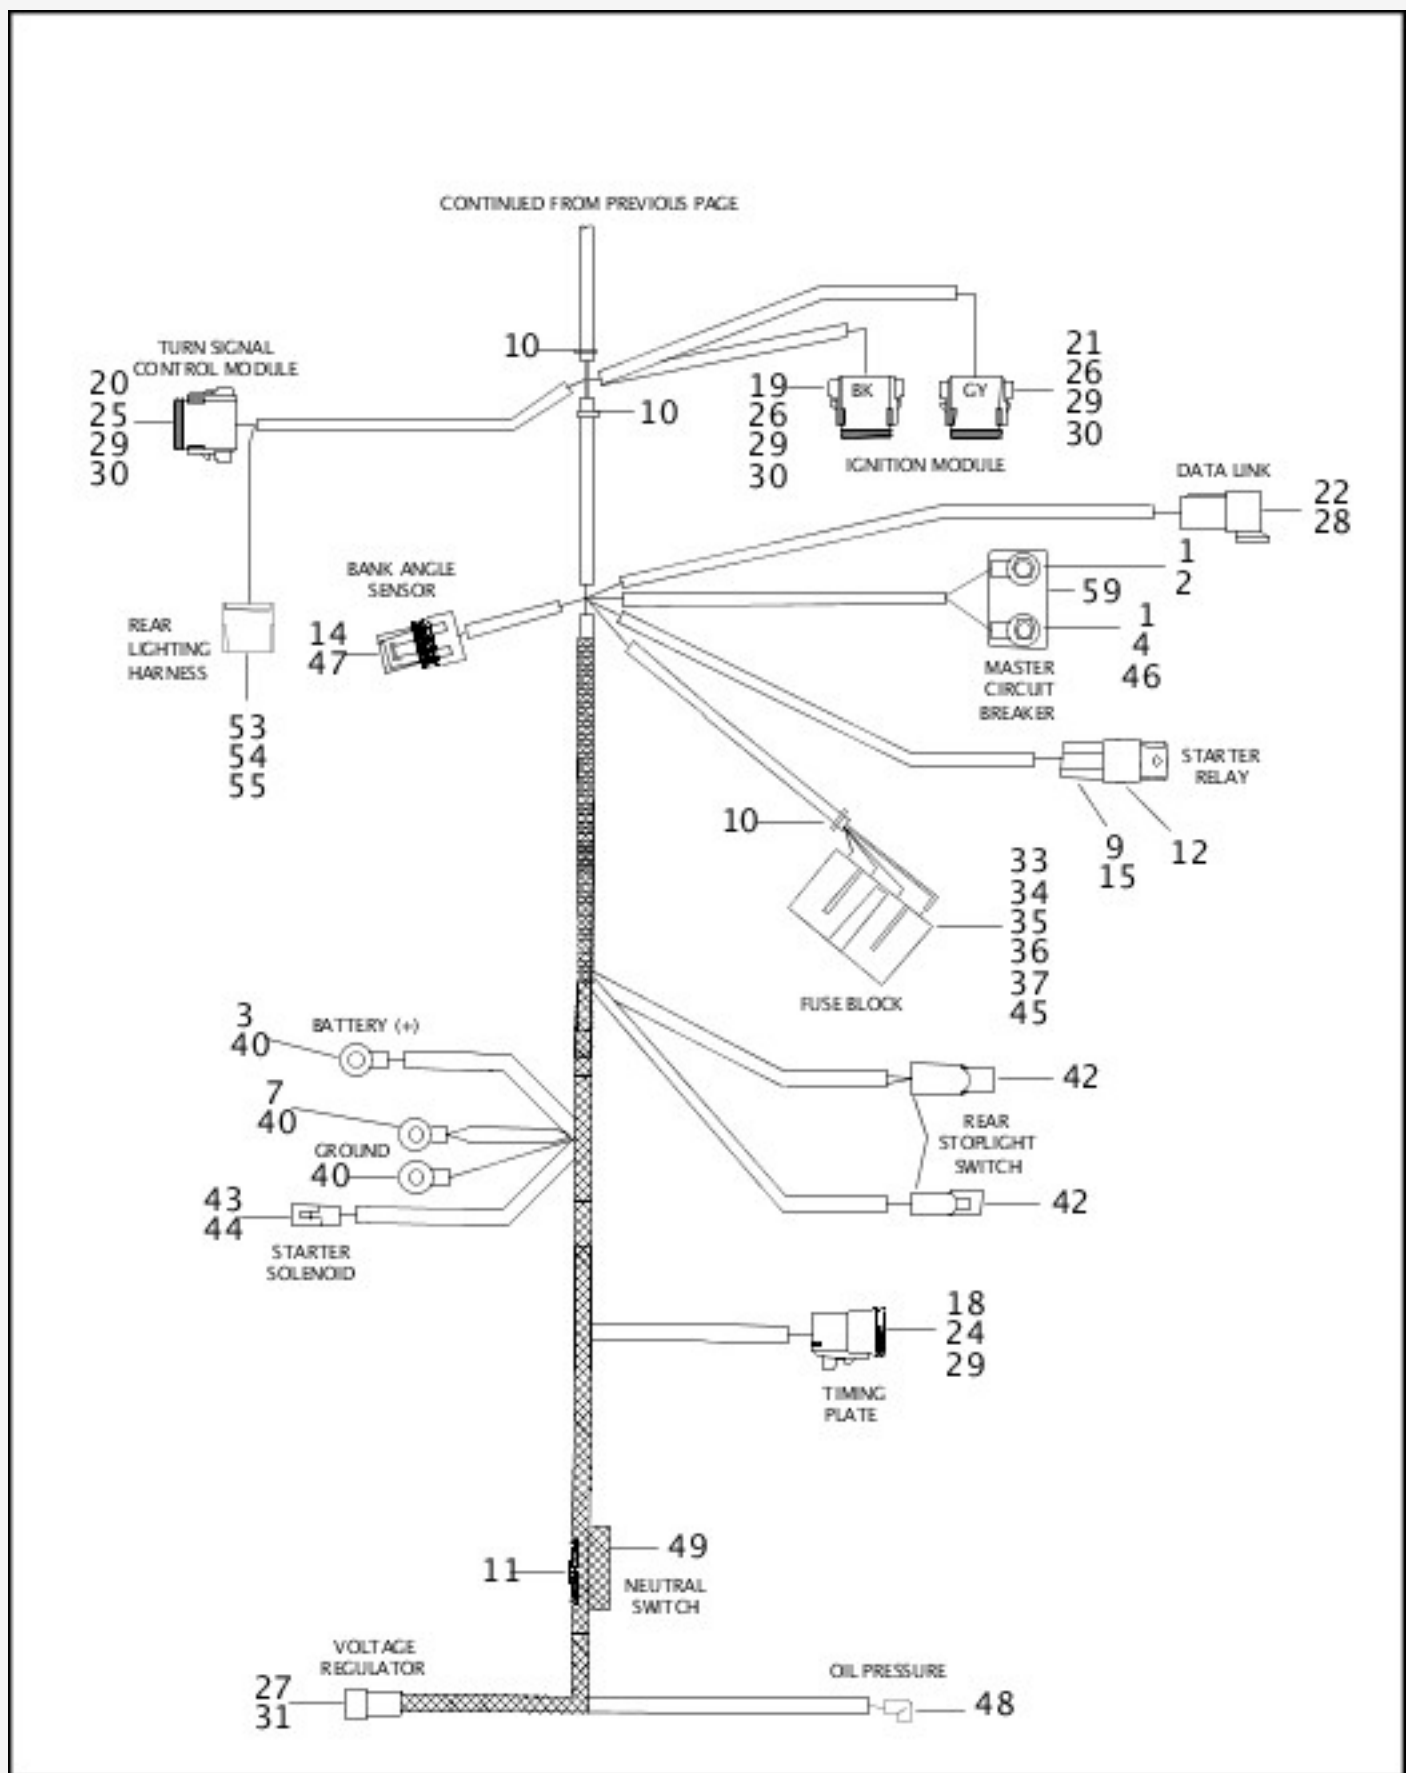 CONTINUED FROM PREVIOUS PAGE
10
10
TURN SIGNAL
CONTROL MODULE
20
25
29
30
BK
GY
19
26
29
30
21
26
29
30
IGNITION MODULE
DATA LINK
22
28
BANK ANGLE
SENSOR
14
47
1
2
59
1
4
46
MASTER
CIRCUIT
BREAKER
REAR
LIGHTING
HARNESS
53
54
55
STARTER
RELAY
9
15
12
10
33
34
35
36
37
45
FUSE BLOCK
3
40
BATTERY (+)
7
40
GROUND
40
43
44
STARTER
SOLENOID
42
REAR
STOPLIGHT
SWITCH
42
18
24
29
TIMING
PLATE
11
49
NEUTRAL
SWITCH
VOLTAGE
REGULATOR
27
31
OIL PRESSURE
48